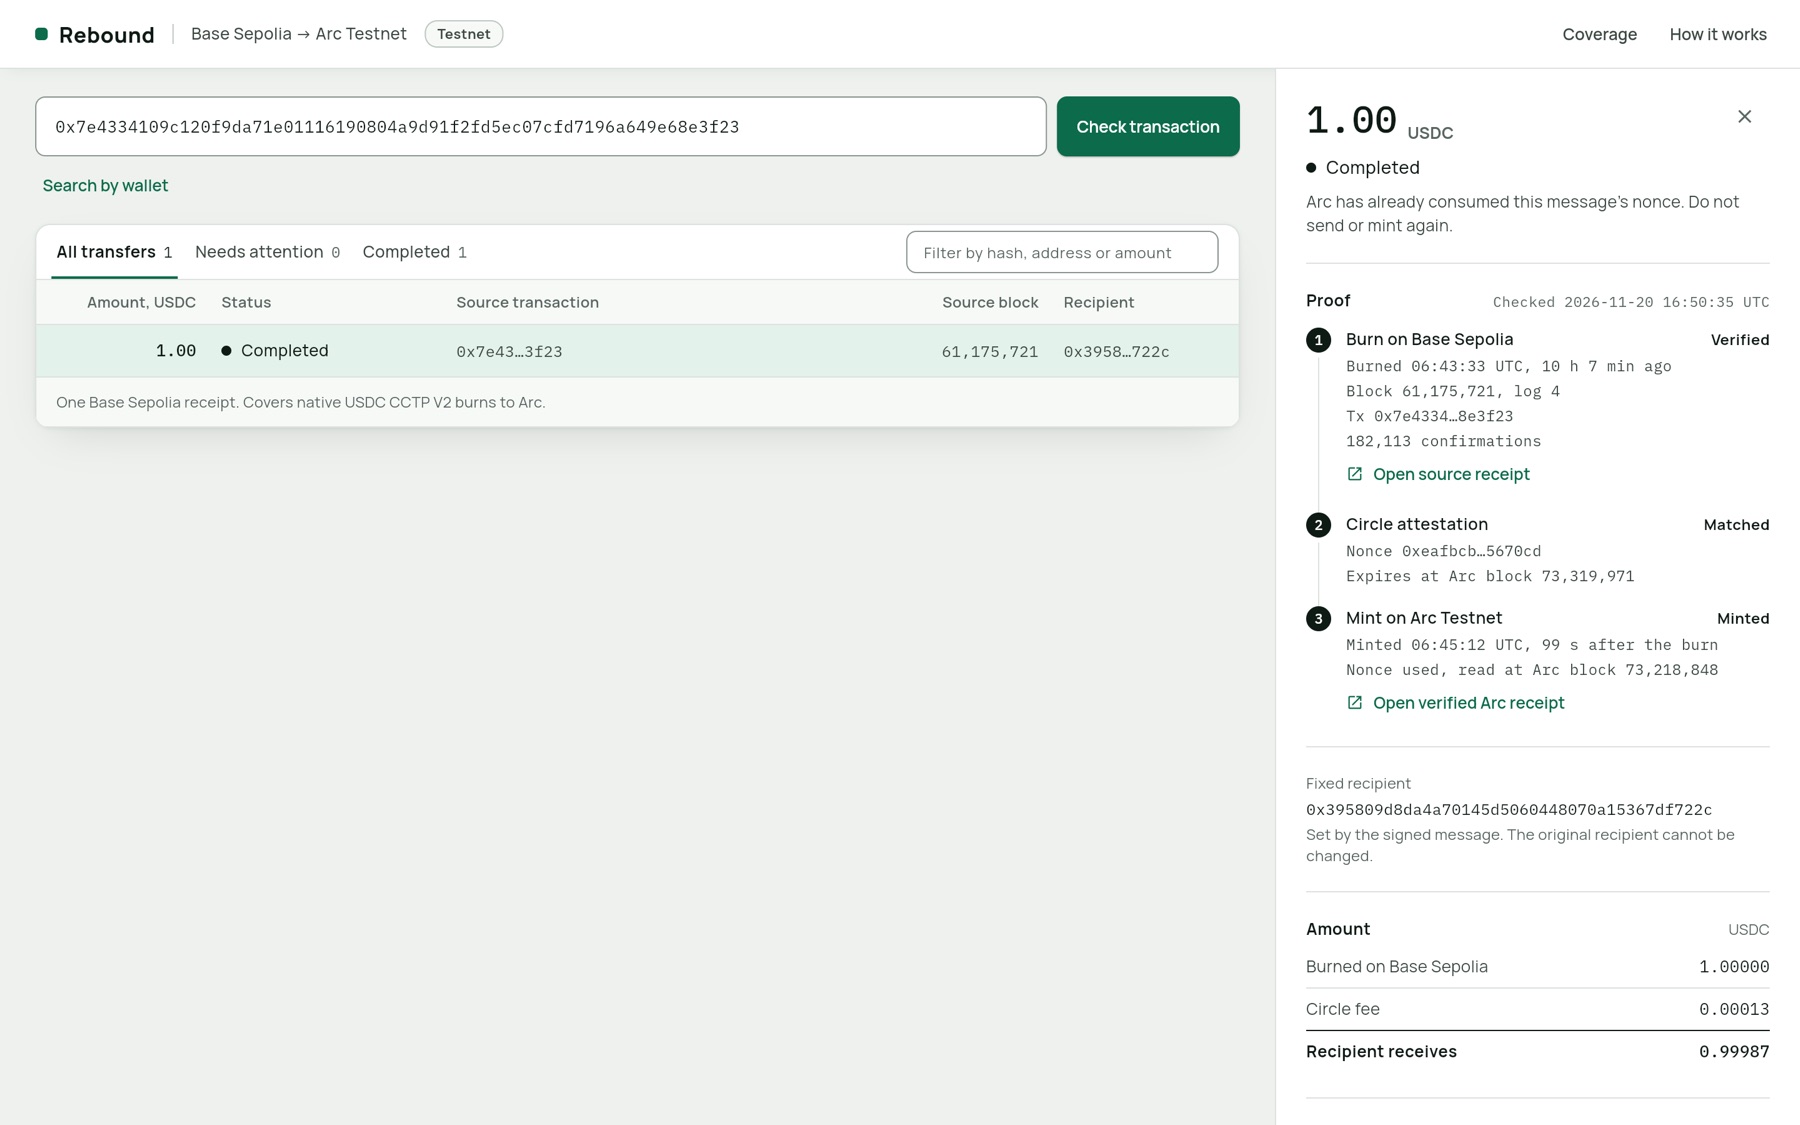 Rebound
Base Sepolia → Arc Testnet
Testnet
Coverage
How it works
0x7e4334109c120f9da71e01116190804a9d91f2fd5ec07cfd7196a649e68e3f23
Check transaction
Search by wallet
All transfers 1
Needs attention 0
Completed 1
Filter by hash, address or amount
Amount, USDC
Status
Source transaction
Source block
Recipient
1.00
Completed
0x7e43…3f23
61,175,721
0x3958…722c
One Base Sepolia receipt. Covers native USDC CCTP V2 burns to Arc.
1.00 USDC
Completed
Arc has already consumed this message's nonce. Do not
send or mint again.
Proof
Checked 2026-11-20 16:50:35 UTC
1 Burn on Base Sepolia Verified
Burned 06:43:33 UTC, 10 h 7 min ago
Block 61,175,721, log 4
Tx 0x7e4334…8e3f23
182,113 confirmations
Open source receipt
2 Circle attestation Matched
Nonce 0xeafbcb…5670cd
Expires at Arc block 73,319,971
3 Mint on Arc Testnet Minted
Minted 06:45:12 UTC, 99 s after the burn
Nonce used, read at Arc block 73,218,848
Open verified Arc receipt
Fixed recipient
0x395809d8da4a70145d5060448070a15367df722c
Set by the signed message. The original recipient cannot be
changed.
Amount USDC
Burned on Base Sepolia 1.00000
Circle fee 0.00013
Recipient receives 0.99987